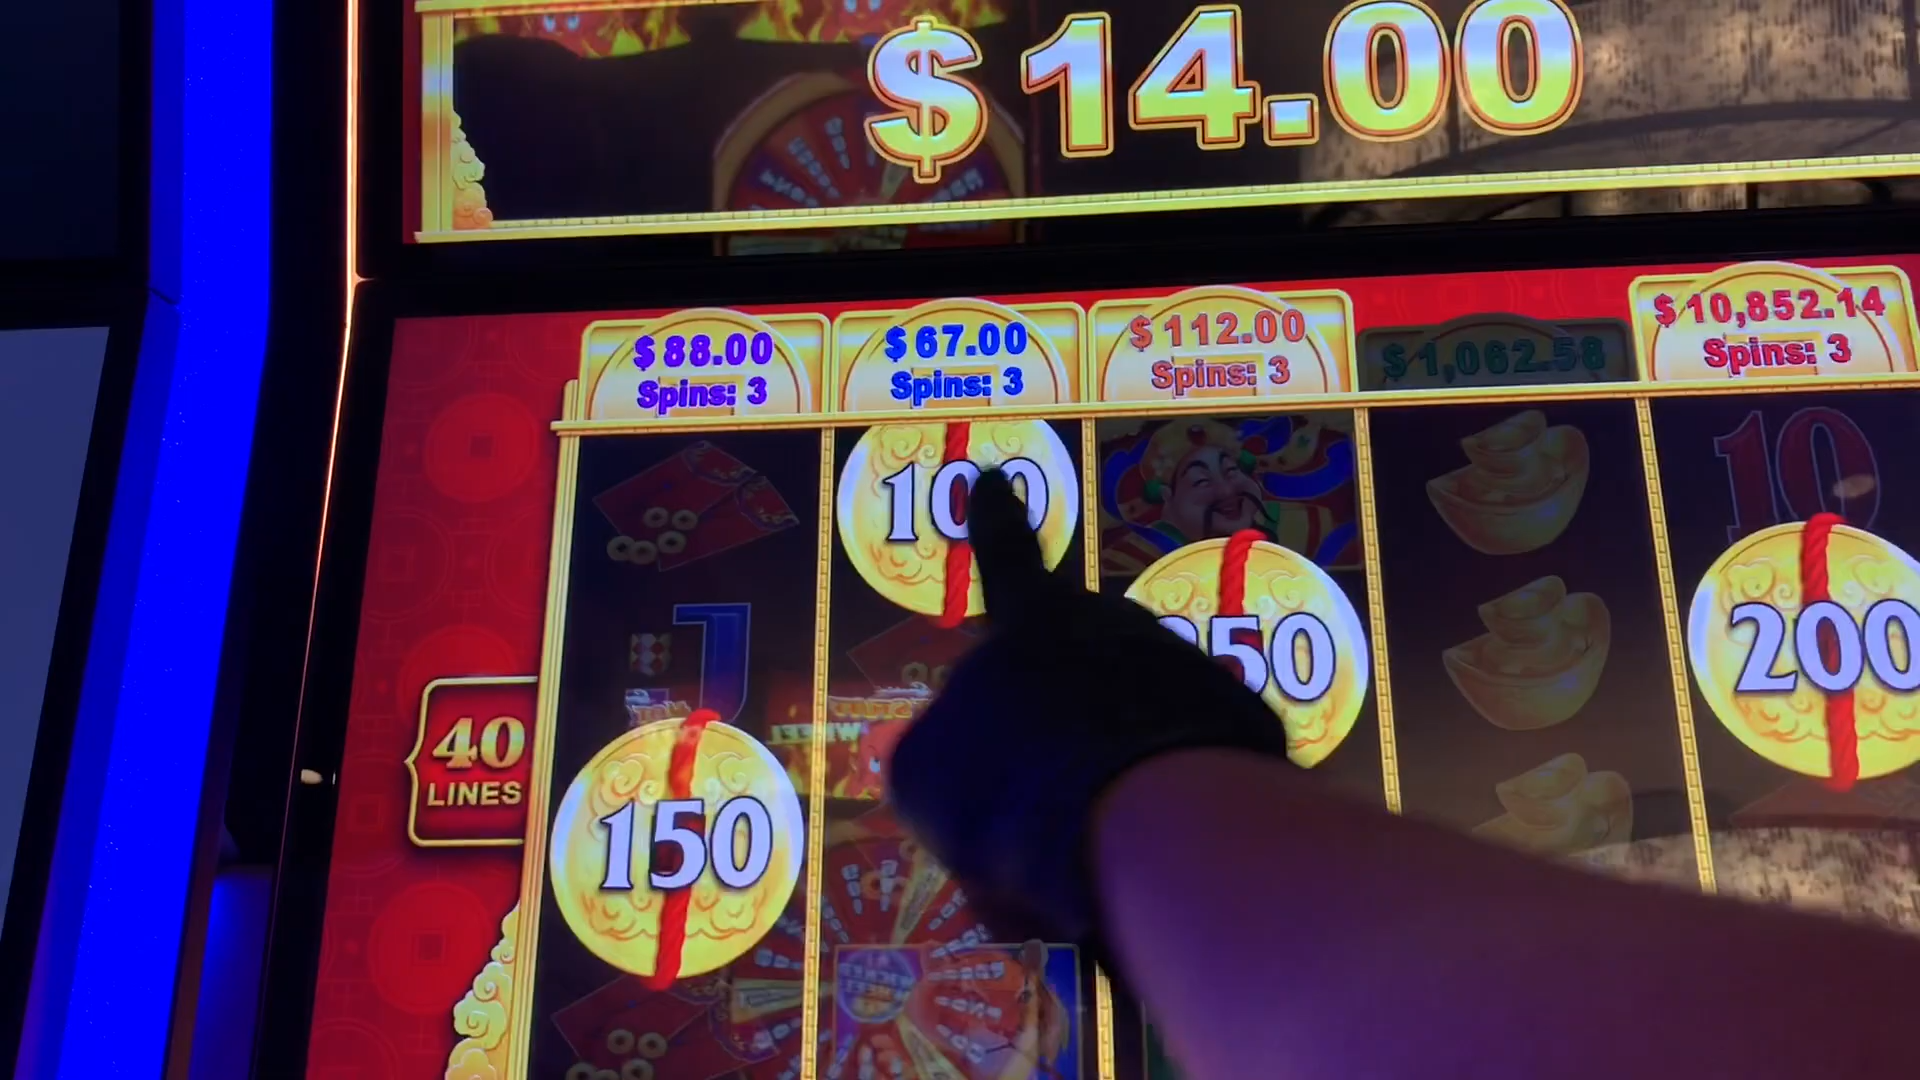 $14.00
$88.00
Spins: 3
$67.00
Spins: 3
$112.00
Spins: 3
$1,062.58
$10,852.14
Spins: 3
100
10
J
50
200
40
LINES
150